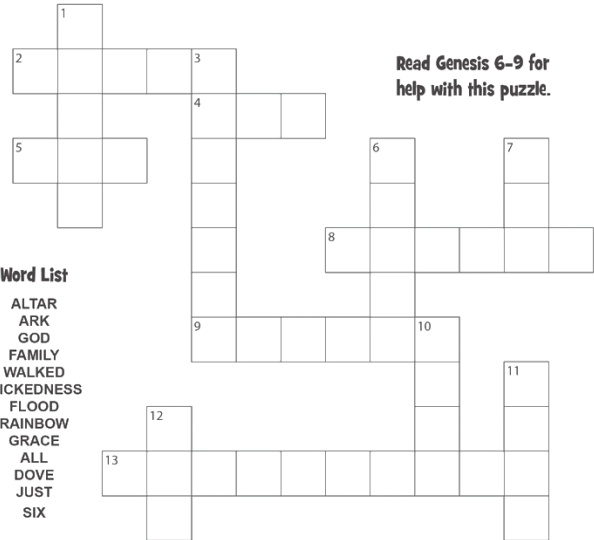 1
2
3
Read Genesis 6-9 for
help with this puzzle.
4
5
6
7
8
Word List
ALTAR
ARK
GOD
FAMILY
WALKED
ICKEDNESS
FLOOD
RAINBOW
GRACE
ALL
DOVE
JUST
SIX
9
10
11
12
13